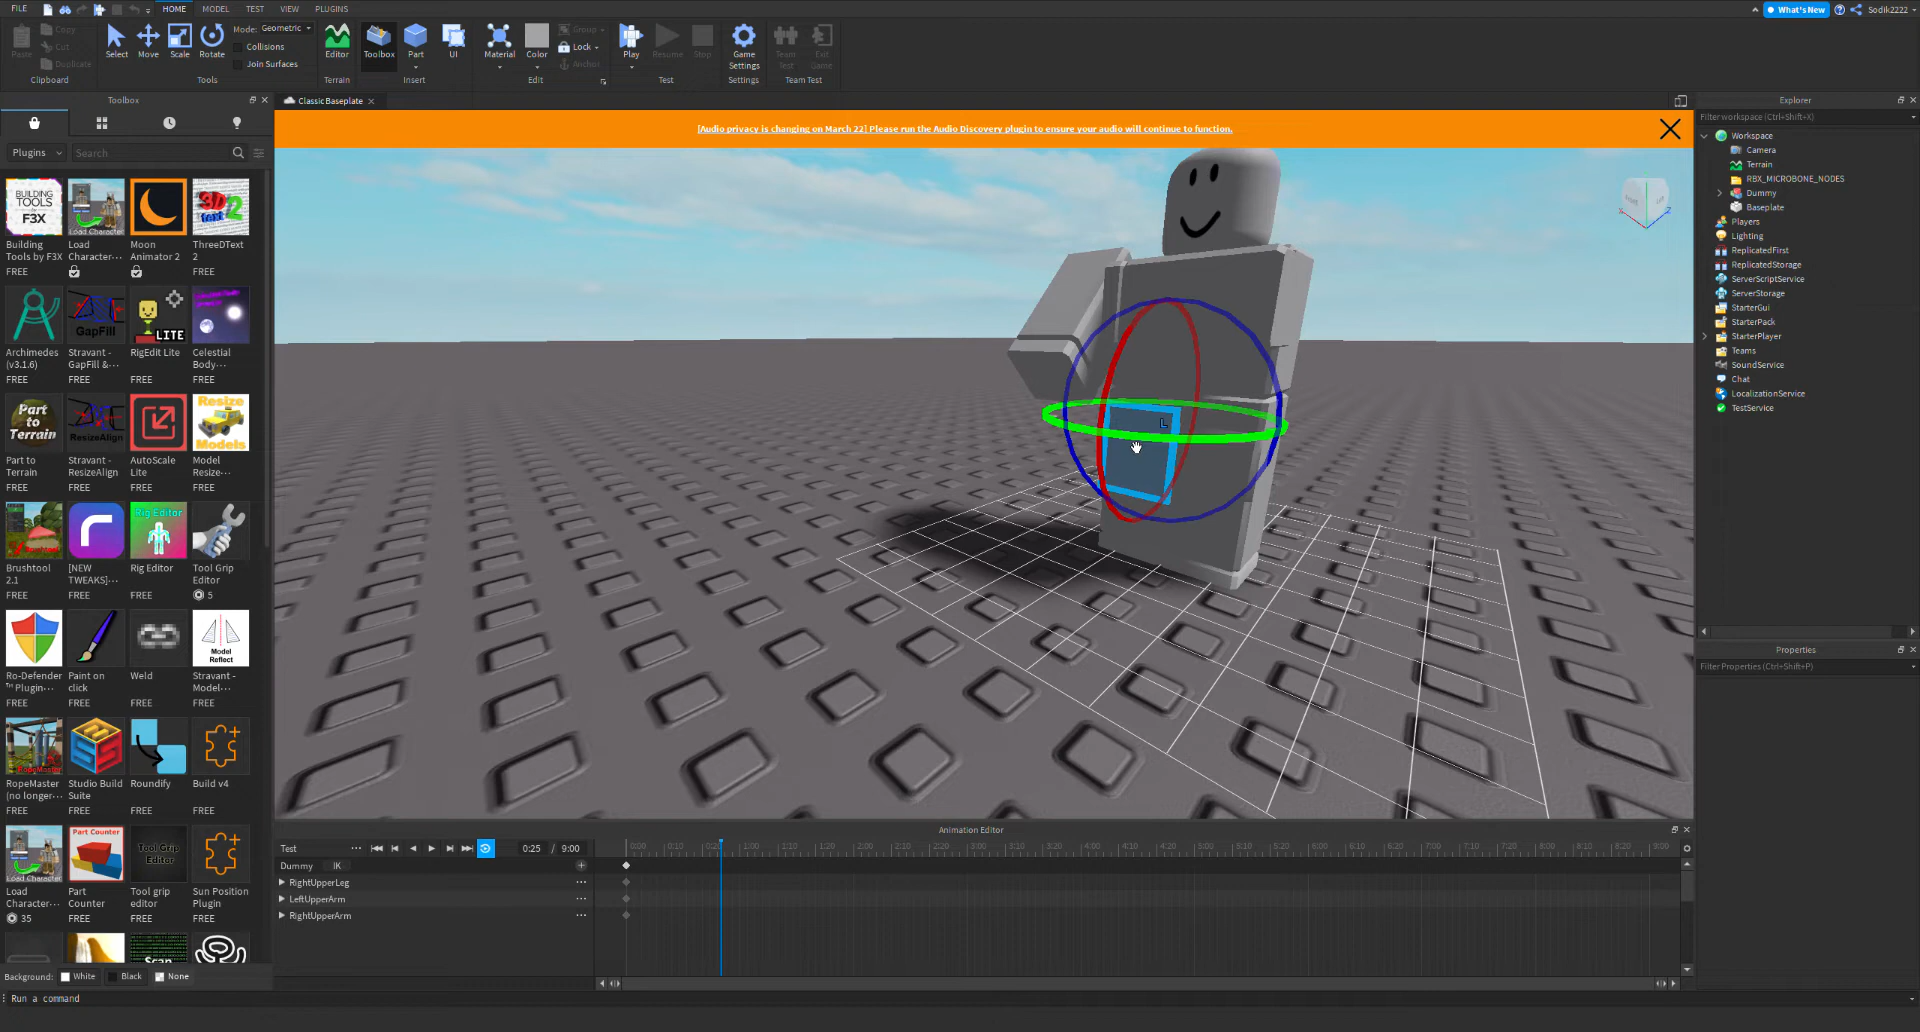 FILE HOME MODEL TEST VIEW PLUGINS What's New Sodik2222
Paste Copy Cut Duplicate Clipboard
Select Move Scale Rotate Mode: Geometric Collisions Join Surfaces Tools
Editor Terrain
Toolbox Part UI Insert
Material Color Group Lock Anchor Edit
Play Resume Stop Test
Game Settings Settings
Team Test Exit Game Team Test
Toolbox
Classic Baseplate
[Audio privacy is changing on March 22] Please run the Audio Discovery plugin to ensure your audio will continue to function.
Plugins Search
BUILDING TOOLS by F3X
Load Character
3D text 2
Building Tools by F3X FREE
Load Character...
Moon Animator 2
ThreeDText 2 FREE
GapFill
LITE
Archimedes (v3.1.6) FREE
Stravant - GapFill &... FREE
RigEdit Lite FREE
Celestial Body... FREE
Part to Terrain
ResizeAlign
Resize Models
Part to Terrain FREE
Stravant - ResizeAlign FREE
AutoScale Lite FREE
Model Resize... FREE
Rig Editor
Brushtool 2.1 FREE
[NEW TWEAKS]... FREE
Rig Editor FREE
Tool Grip Editor 5
Model Reflect
Ro-Defender ™ Plugin... FREE
Paint on click FREE
Weld FREE
Stravant - Model... FREE
RopeMaster (no longer... FREE
Studio Build Suite FREE
Roundify FREE
Build v4 FREE
Load Character
Part Counter
Tool Grip Editor
Load Character... 35
Part Counter FREE
Tool grip editor FREE
Sun Position Plugin FREE
Scan
Background: White Black None
Run a command
L
Animation Editor
Test 0:25 / 9:00
Dummy IK
RightUpperLeg
LeftUpperArm
RightUpperArm
0:00 0:10 1:00 1:10 1:20 2:00 2:10 2:20 3:00 3:10 3:20 4:00 4:10 4:20 5:00 5:10 5:20 6:00 6:10 6:20 7:00 7:10 7:20 8:00 8:10 8:20 9:00
Explorer
Filter workspace (Ctrl+Shift+X)
Workspace
Camera
Terrain
RBX_MICROBONE_NODES
Dummy
Baseplate
Players
Lighting
ReplicatedFirst
ReplicatedStorage
ServerScriptService
ServerStorage
StarterGui
StarterPack
StarterPlayer
Teams
SoundService
Chat
LocalizationService
TestService
Properties
Filter Properties (Ctrl+Shift+P)